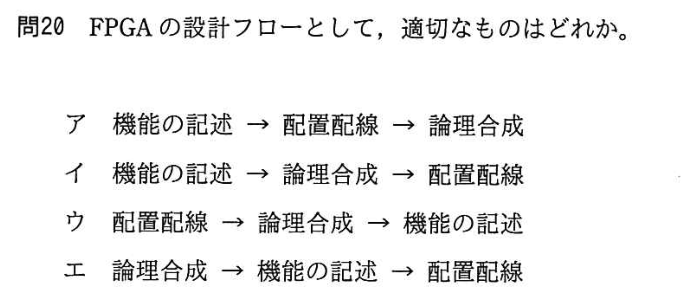 問20 FPGA の設計フローとして，適切なものはどれか。
ア 機能の記述 → 配置配線 → 論理合成
イ 機能の記述 → 論理合成 → 配置配線
ウ 配置配線 → 論理合成 → 機能の記述
エ 論理合成 → 機能の記述 → 配置配線